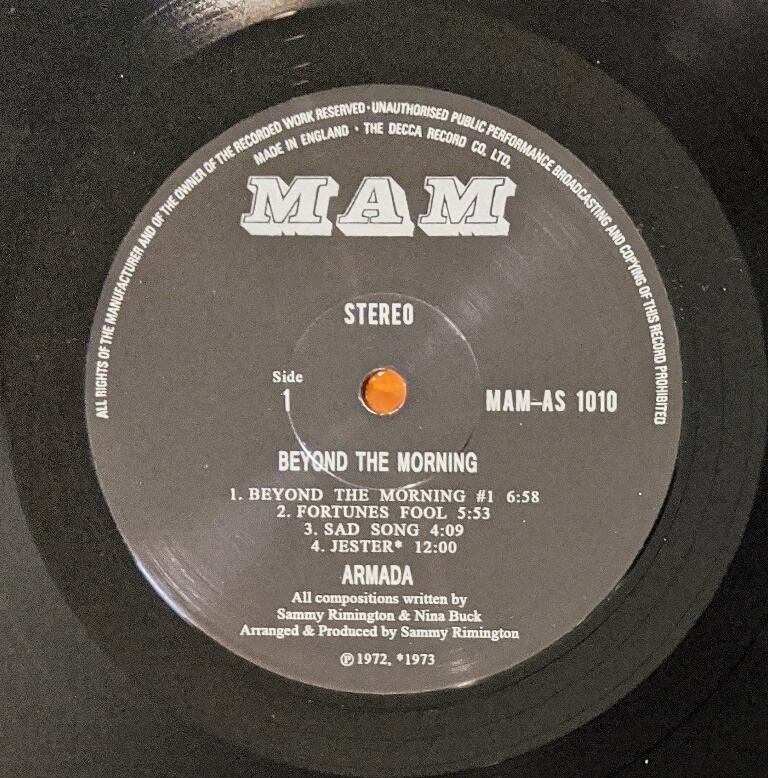 ALL RIGHTS OF THE MANUFACTURER AND OF THE OWNER OF THE RECORDED WORK RESERVED · UNAUTHORISED PUBLIC PERFORMANCE BROADCASTING AND COPYING OF THIS RECORD PROHIBITED
MADE IN ENGLAND · THE DECCA RECORD CO. LTD.
MAM
STEREO
Side
1
MAM-AS 1010
BEYOND THE MORNING
1. BEYOND THE MORNING #1 6:58
2. FORTUNES FOOL 5:53
3. SAD SONG 4:09
4. JESTER* 12:00
ARMADA
All compositions written by
Sammy Rimington & Nina Buck
Arranged & Produced by Sammy Rimington
℗ 1972, *1973